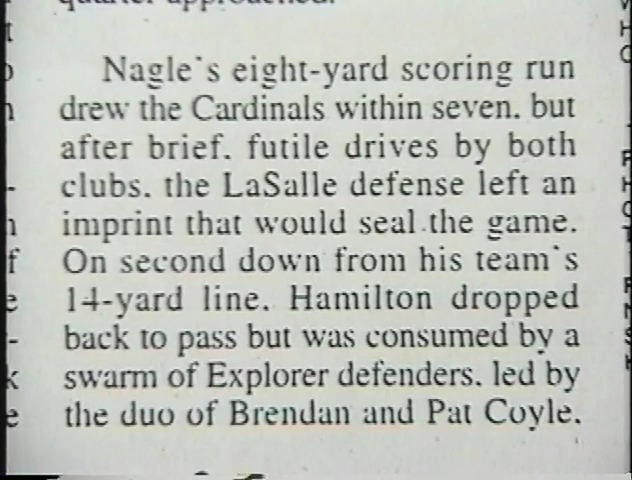 quarter approached.
Nagle's eight-yard scoring run
drew the Cardinals within seven, but
after brief, futile drives by both
clubs, the LaSalle defense left an
imprint that would seal the game.
On second down from his team's
14-yard line, Hamilton dropped
back to pass but was consumed by a
swarm of Explorer defenders, led by
the duo of Brendan and Pat Coyle.